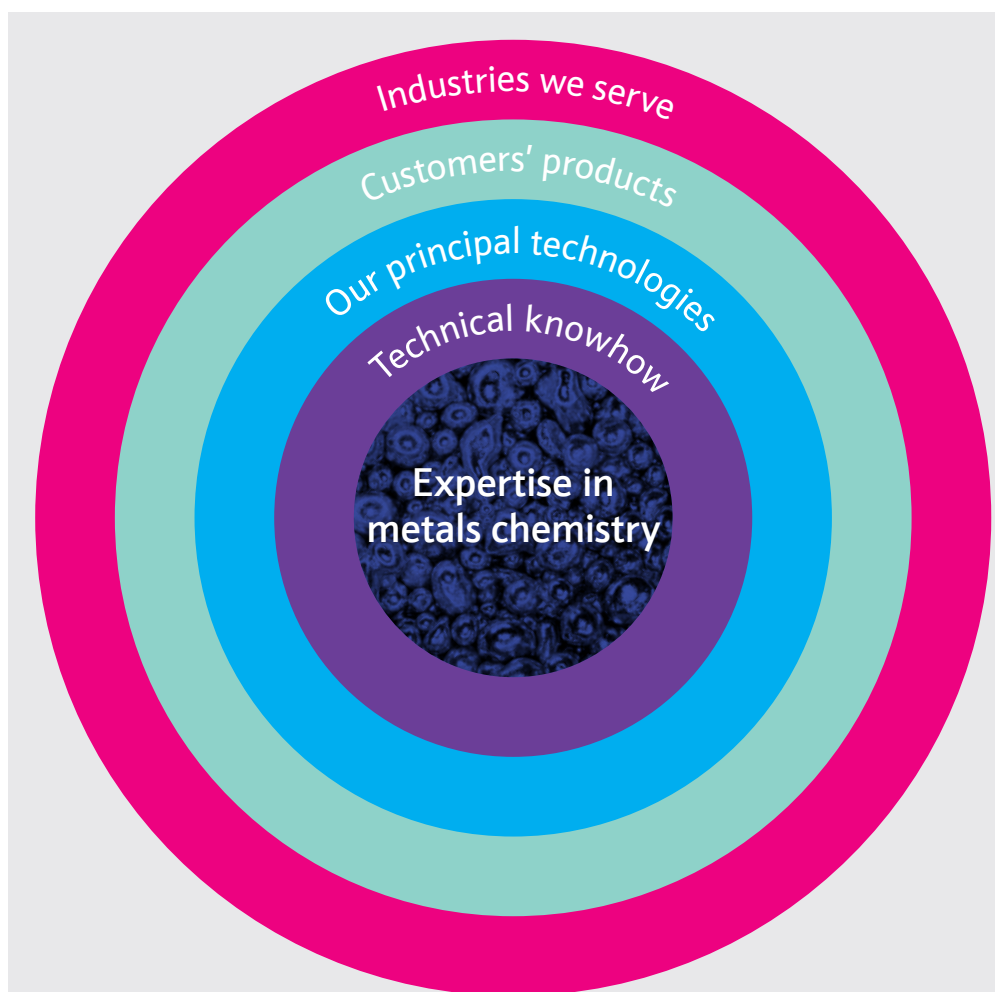 Industries we serve
Customers’ products
Our principal technologies
Technical knowhow
Expertise in
metals chemistry